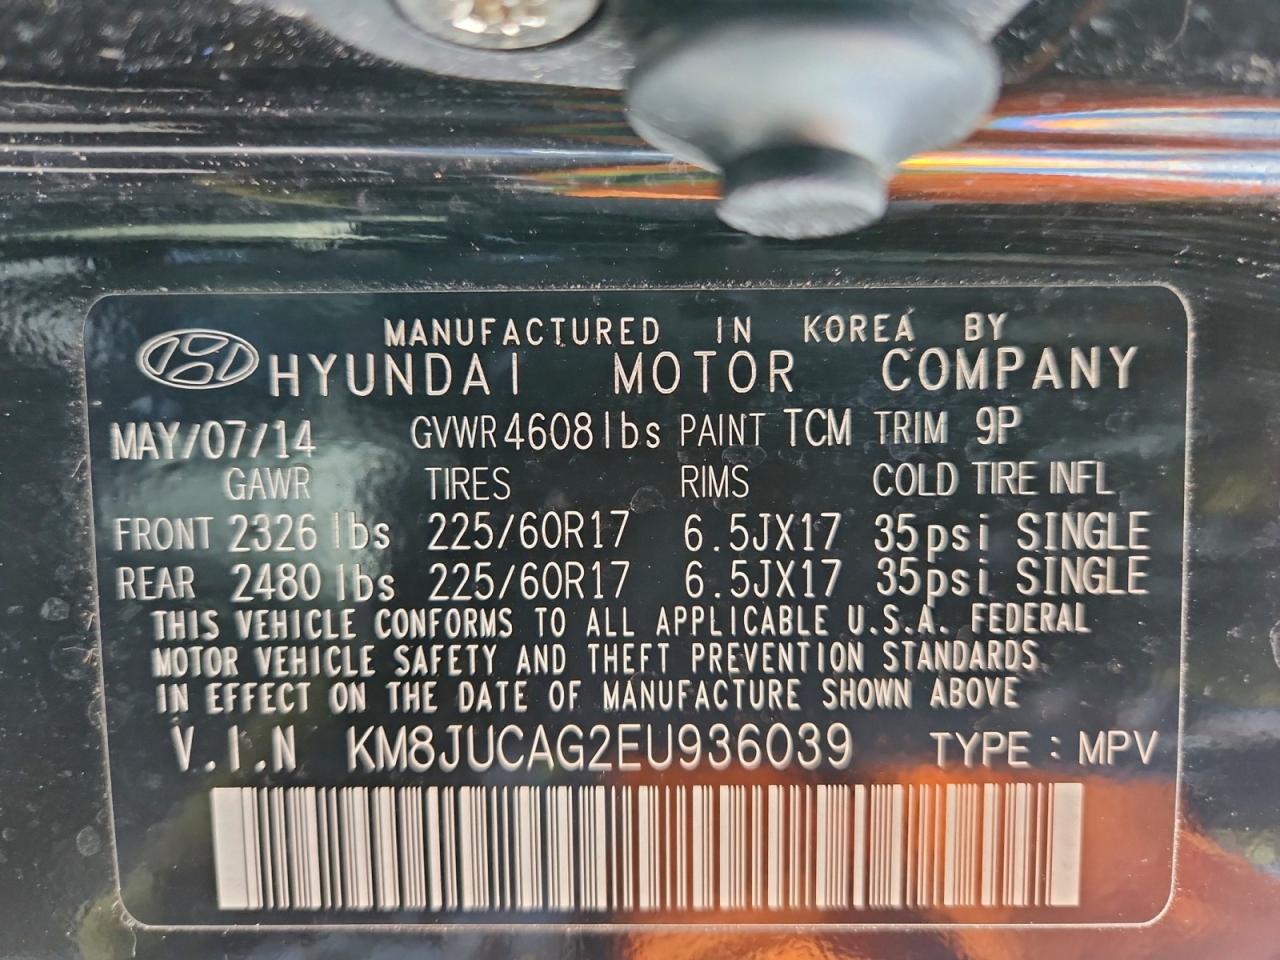 MANUFACTURED IN KOREA BY
HYUNDAI MOTOR COMPANY
MAY/07/14 GVWR 4608lbs PAINT TCM TRIM 9P
GAWR TIRES RIMS COLD TIRE INFL
FRONT 2326 lbs 225/60R17 6.5JX17 35psi SINGLE
REAR 2480 lbs 225/60R17 6.5JX17 35psi SINGLE
THIS VEHICLE CONFORMS TO ALL APPLICABLE U.S.A. FEDERAL
MOTOR VEHICLE SAFETY AND THEFT PREVENTION STANDARDS
IN EFFECT ON THE DATE OF MANUFACTURE SHOWN ABOVE
V.I.N KM8JUCAG2EU936039 TYPE : MPV